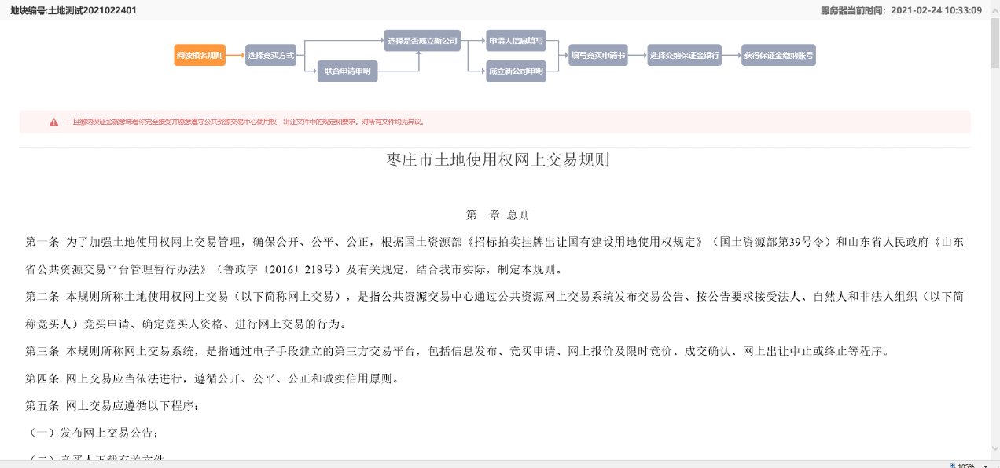 地块编号:土地测试2021022401
服务器当前时间：2021-02-24 10:33:09
阅读报名规则
选择竞买方式
联合申请申明
选择是否成立新公司
申请人信息填写
成立新公司申明
填写竞买申请书
选择交纳保证金银行
获得保证金缴纳账号
一旦缴纳保证金就意味着你完全接受并愿意遵守公共资源交易中心使用权，出让文件中的规定和要求。对所有文件均无异议。
枣庄市土地使用权网上交易规则
第一章 总则
第一条 为了加强土地使用权网上交易管理，确保公开、公平、公正，根据国土资源部《招标拍卖挂牌出让国有建设用地使用权规定》（国土资源部第39号令）和山东省人民政府《山东
省公共资源交易平台管理暂行办法》（鲁政字〔2016〕218号）及有关规定，结合我市实际，制定本规则。
第二条 本规则所称土地使用权网上交易（以下简称网上交易），是指公共资源交易中心通过公共资源网上交易系统发布交易公告、按公告要求接受法人、自然人和非法人组织（以下简
称竞买人）竞买申请、确定竞买人资格、进行网上交易的行为。
第三条 本规则所称网上交易系统，是指通过电子手段建立的第三方交易平台，包括信息发布、竞买申请、网上报价及限时竞价、成交确认、网上出让中止或终止等程序。
第四条 网上交易应当依法进行，遵循公开、公平、公正和诚实信用原则。
第五条 网上交易应遵循以下程序：
（一）发布网上交易公告；
（二）竞买人下载有关文件
105%